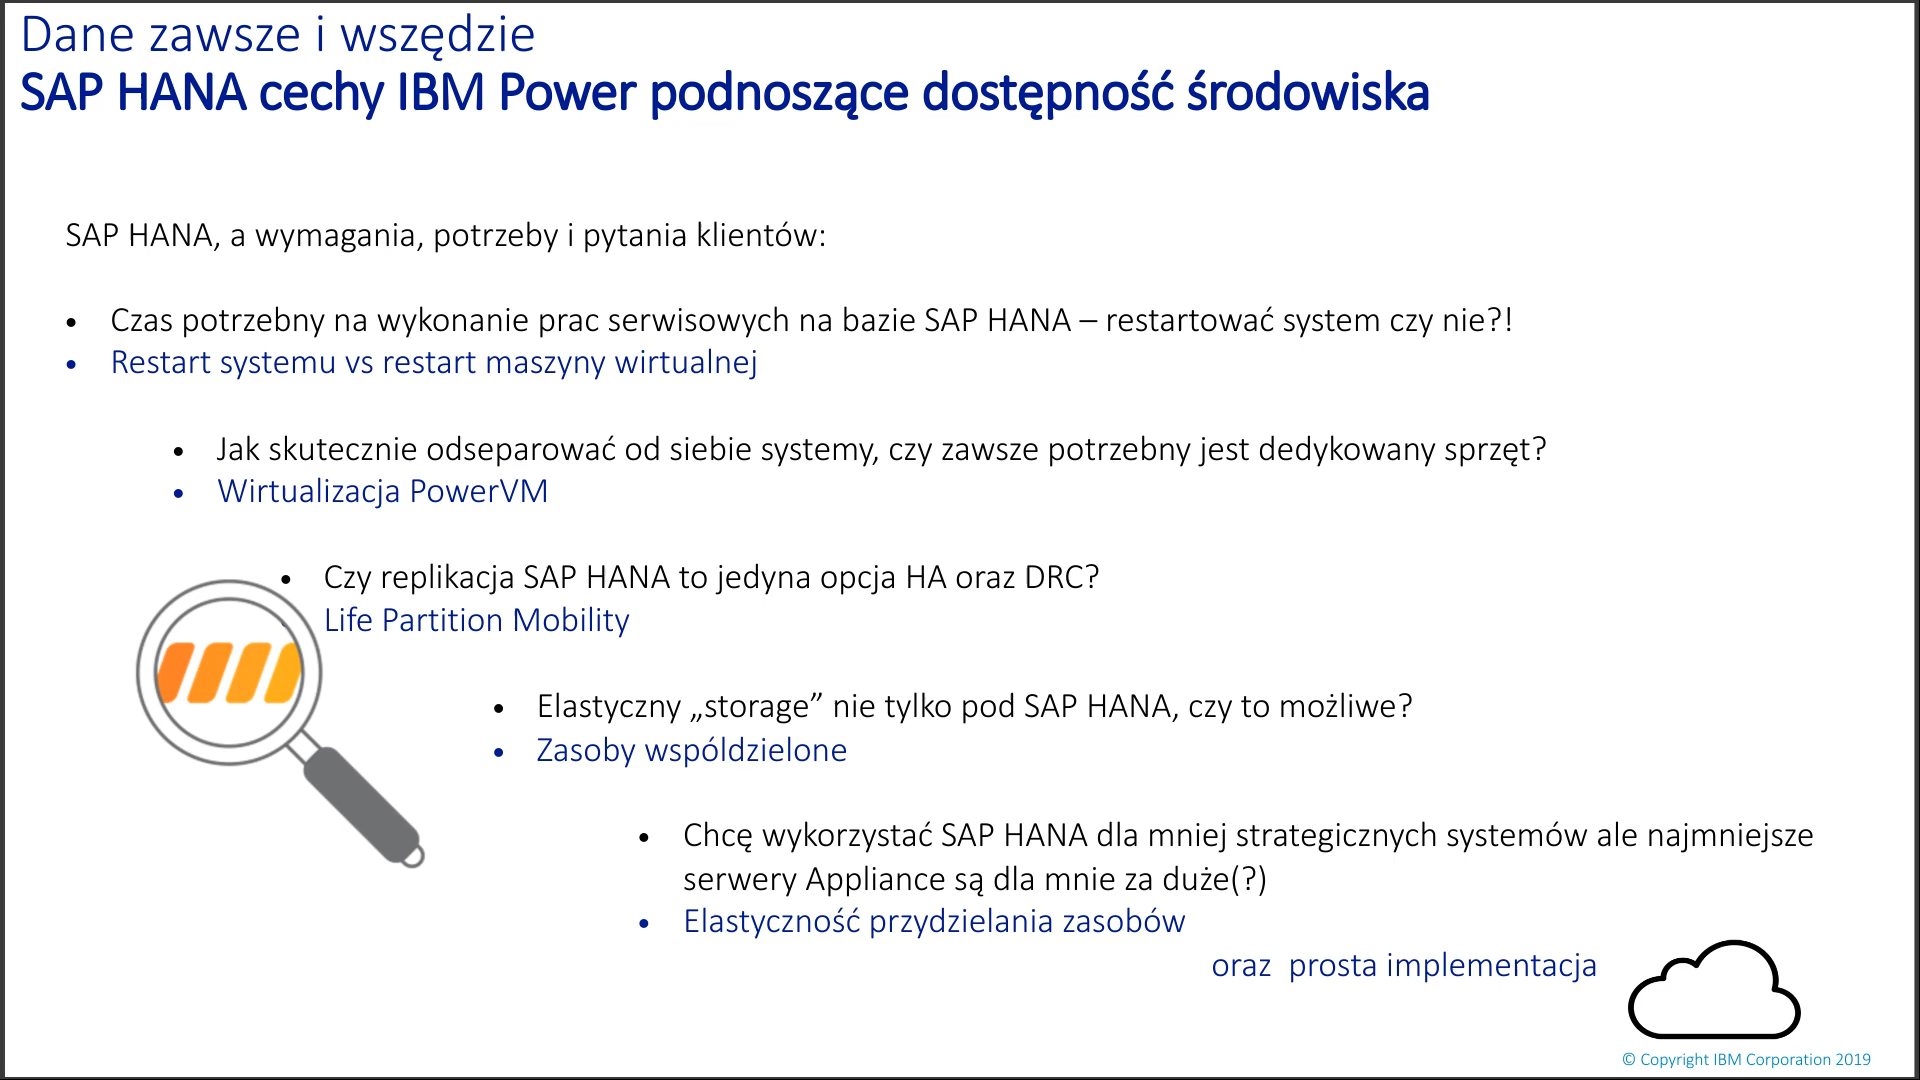 Dane zawsze i wszędzie
SAP HANA cechy IBM Power podnoszące dostępność środowiska
SAP HANA, a wymagania, potrzeby i pytania klientów:
• Czas potrzebny na wykonanie prac serwisowych na bazie SAP HANA – restartować system czy nie?!
• Restart systemu vs restart maszyny wirtualnej
• Jak skutecznie odseparować od siebie systemy, czy zawsze potrzebny jest dedykowany sprzęt?
• Wirtualizacja PowerVM
• Czy replikacja SAP HANA to jedyna opcja HA oraz DRC?
Life Partition Mobility
• Elastyczny „storage” nie tylko pod SAP HANA, czy to możliwe?
• Zasoby wspóldzielone
• Chcę wykorzystać SAP HANA dla mniej strategicznych systemów ale najmniejsze
serwery Appliance są dla mnie za duże(?)
• Elastyczność przydzielania zasobów
oraz prosta implementacja
© Copyright IBM Corporation 2019